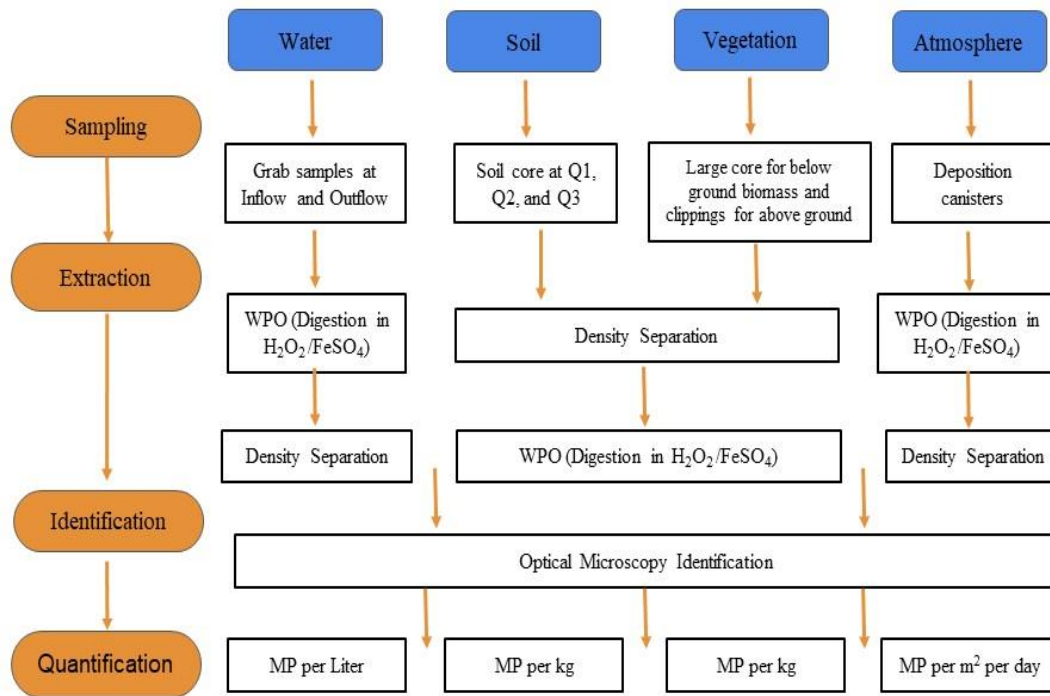 Water
Soil
Vegetation
Atmosphere
Sampling
Grab samples at
Inflow and Outflow
Soil core at Q1,
Q2, and Q3
Large core for below
ground biomass and
clippings for above ground
Deposition
canisters
Extraction
WPO (Digestion in
H₂O₂/FeSO₄)
Density Separation
WPO (Digestion in
H₂O₂/FeSO₄)
Density Separation
WPO (Digestion in H₂O₂/FeSO₄)
Density Separation
Identification
Optical Microscopy Identification
Quantification
MP per Liter
MP per kg
MP per kg
MP per m² per day